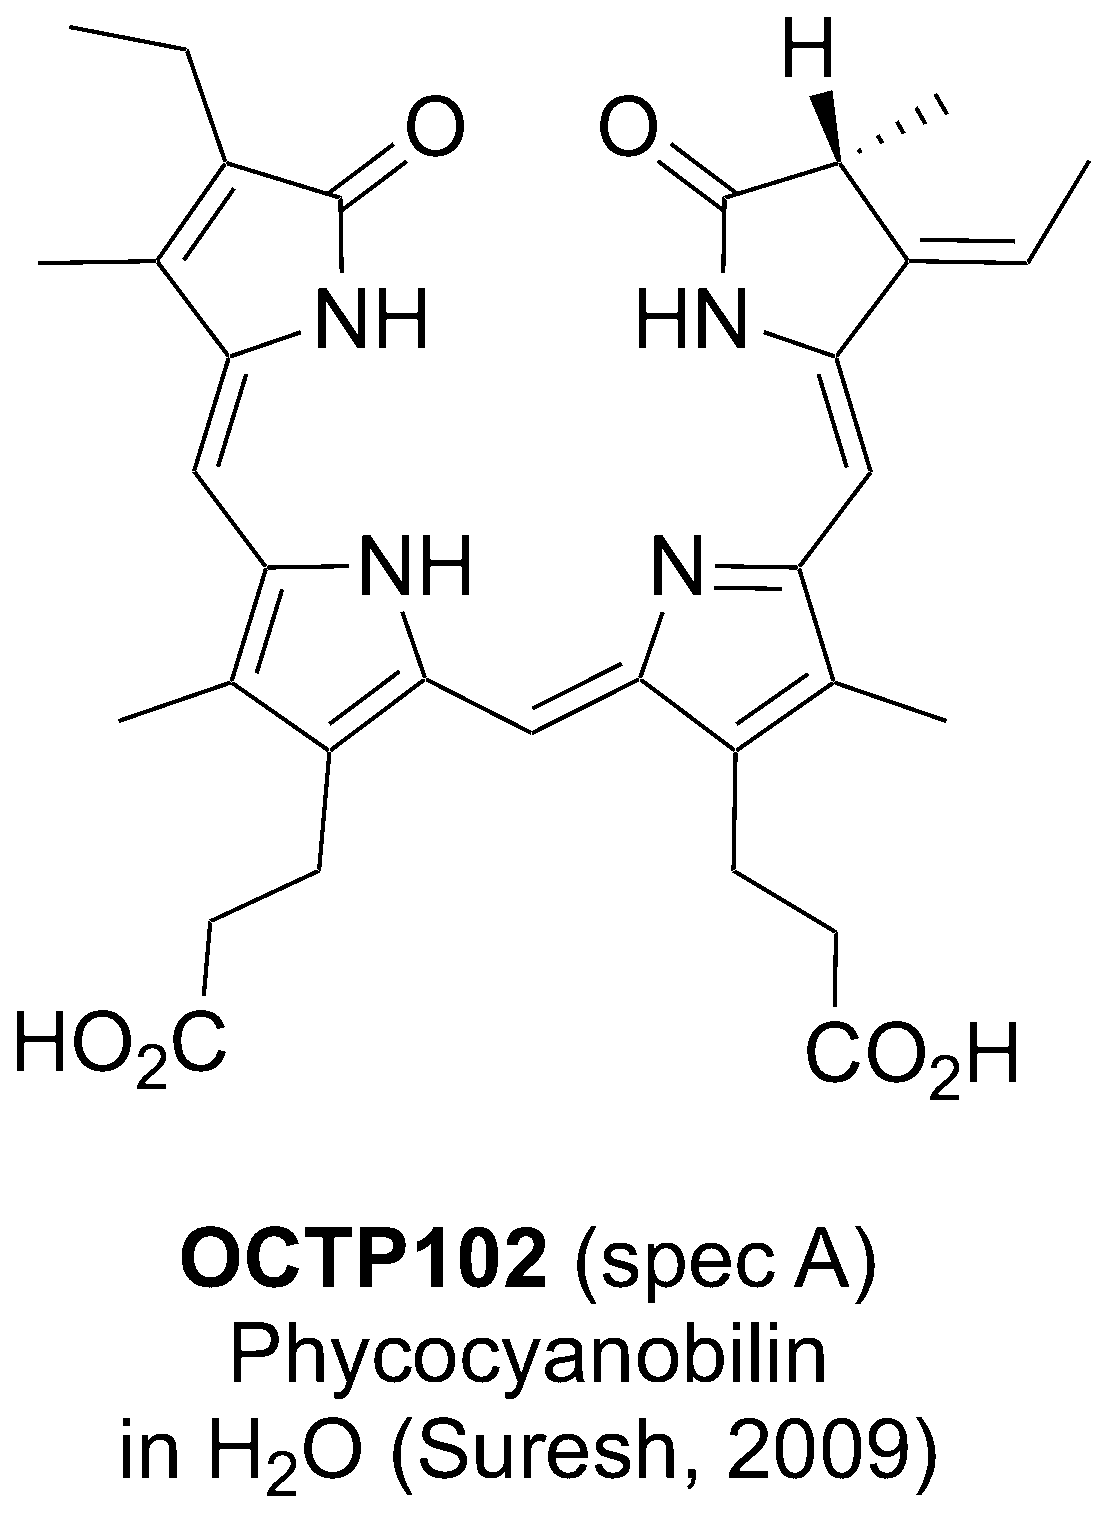 H
O O
NH HN
NH N
HO₂C CO₂H
OCTP102 (spec A)
Phycocyanobilin
in H₂O (Suresh, 2009)